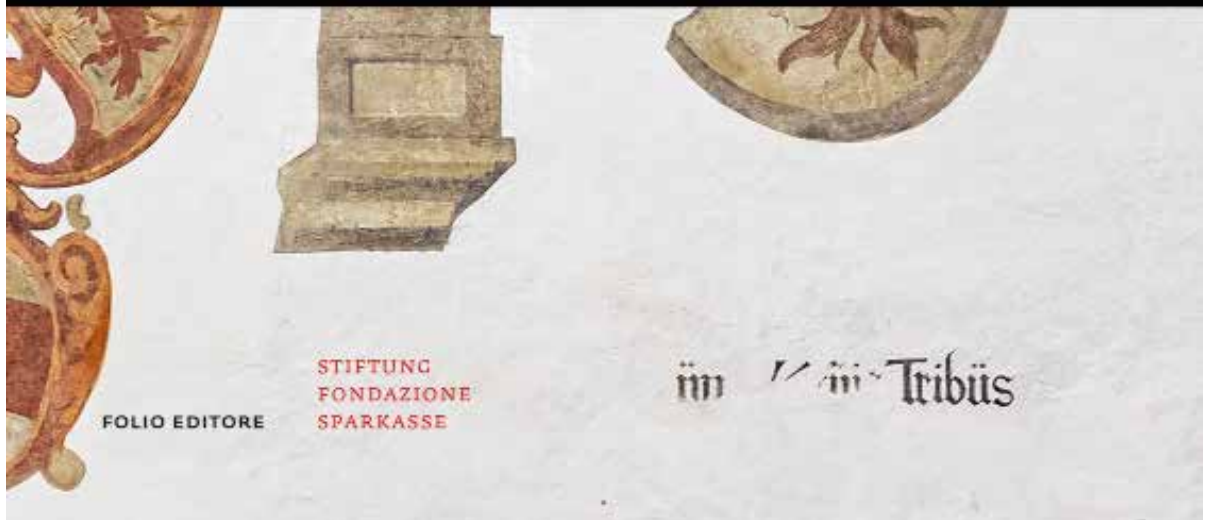 FOLIO EDITORE
STIFTUNG
FONDAZIONE
SPARKASSE
Tribüs